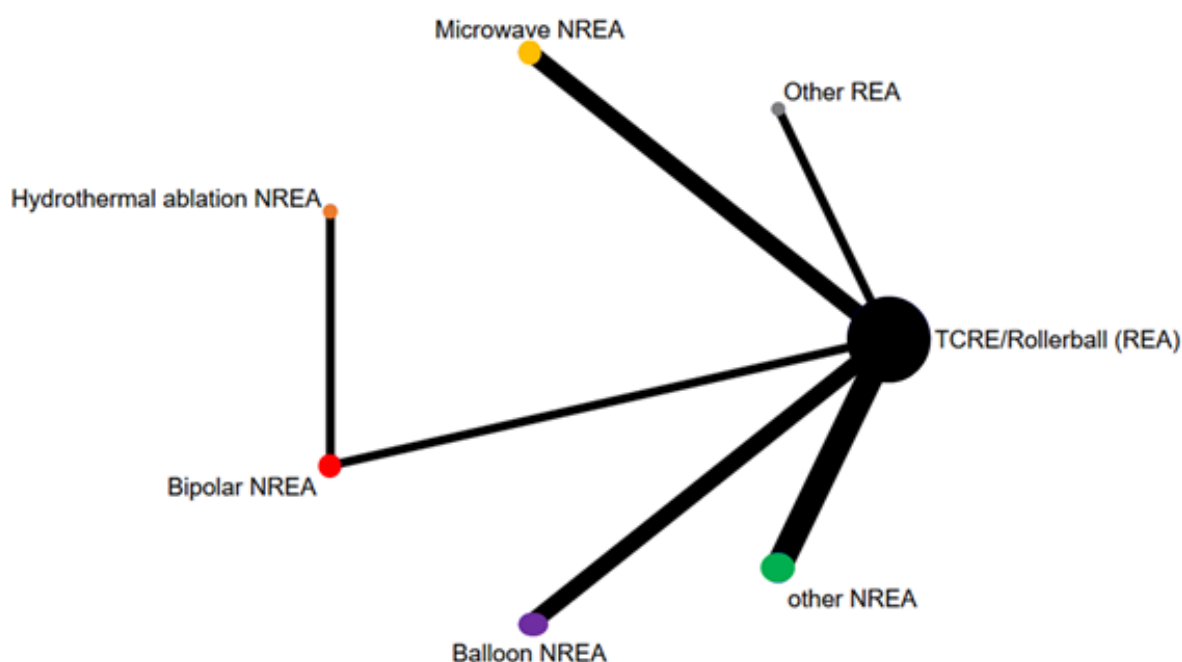 Microwave NREA
Other REA
Hydrothermal ablation NREA
TCRE/Rollerball (REA)
Bipolar NREA
other NREA
Balloon NREA